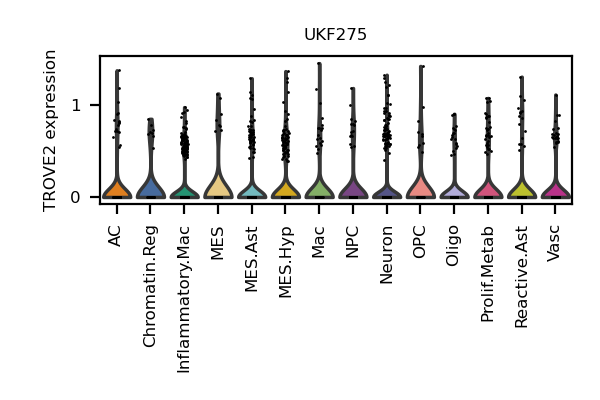 UKF275
TROVE2 expression
1
0
AC
Chromatin.Reg
Inflammatory.Mac
MES
MES.Ast
MES.Hyp
Mac
NPC
Neuron
OPC
Oligo
Prolif.Metab
Reactive.Ast
Vasc